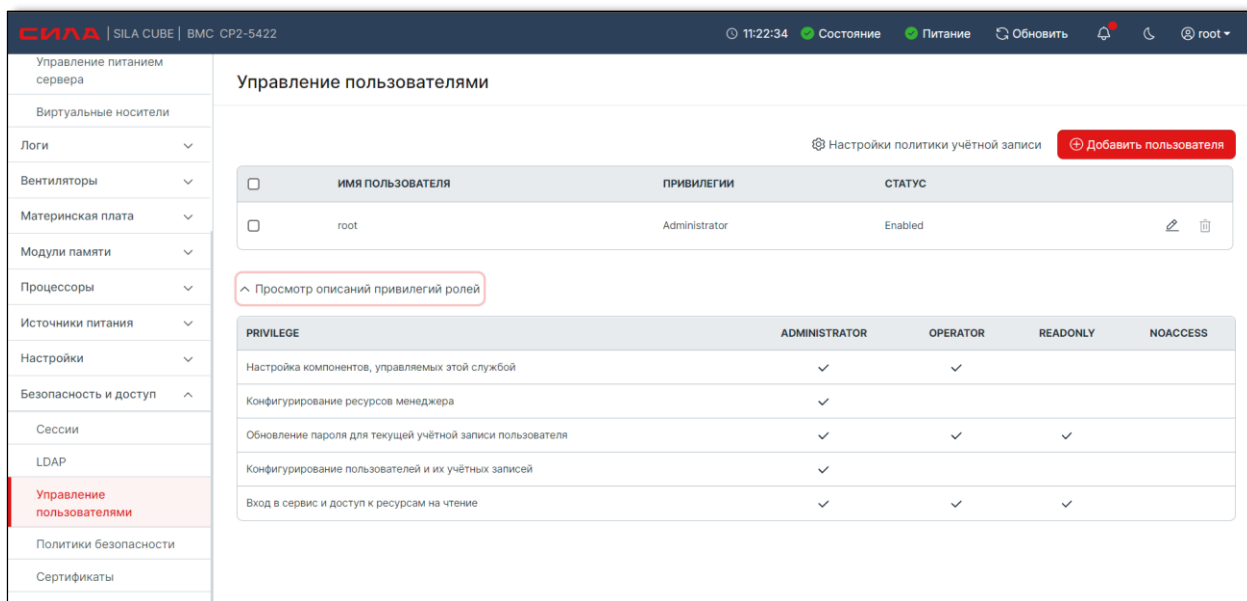 СИЛА | SILA CUBE | BMC CP2-5422
11:22:34 Состояние Питание Обновить root
Управление питанием
сервера
Виртуальные носители
Логи
Вентиляторы
Материнская плата
Модули памяти
Процессоры
Источники питания
Настройки
Безопасность и доступ
Сессии
LDAP
Управление
пользователями
Политики безопасности
Сертификаты
Управление пользователями
Настройки политики учётной записи Добавить пользователя
ИМЯ ПОЛЬЗОВАТЕЛЯ ПРИВИЛЕГИИ СТАТУС
root Administrator Enabled
Просмотр описаний привилегий ролей
PRIVILEGE ADMINISTRATOR OPERATOR READONLY NOACCESS
Настройка компонентов, управляемых этой службой
Конфигурирование ресурсов менеджера
Обновление пароля для текущей учётной записи пользователя
Конфигурирование пользователей и их учётных записей
Вход в сервис и доступ к ресурсам на чтение